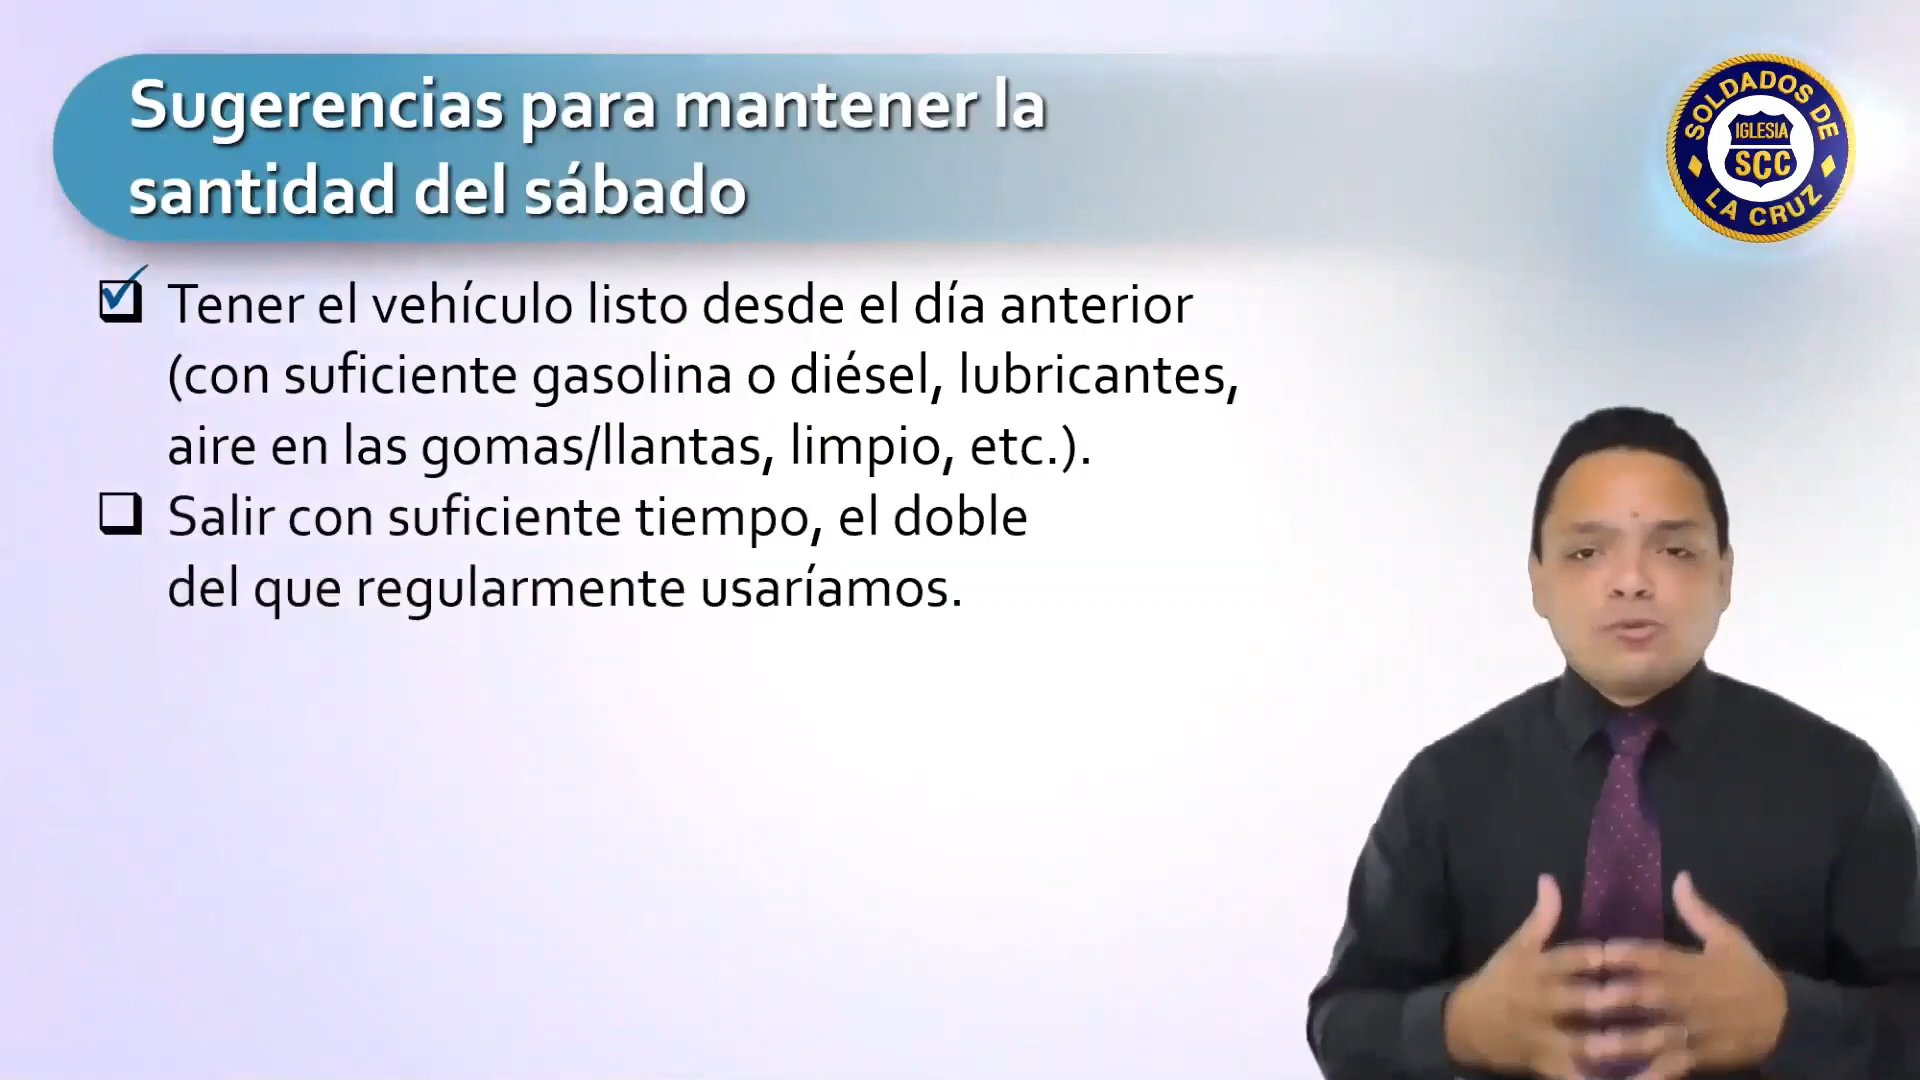 Sugerencias para mantener la
santidad del sábado
SOLDADOS DE
IGLESIA
SCC
LA CRUZ
Tener el vehículo listo desde el día anterior
(con suficiente gasolina o diésel, lubricantes,
aire en las gomas/llantas, limpio, etc.).
Salir con suficiente tiempo, el doble
del que regularmente usaríamos.